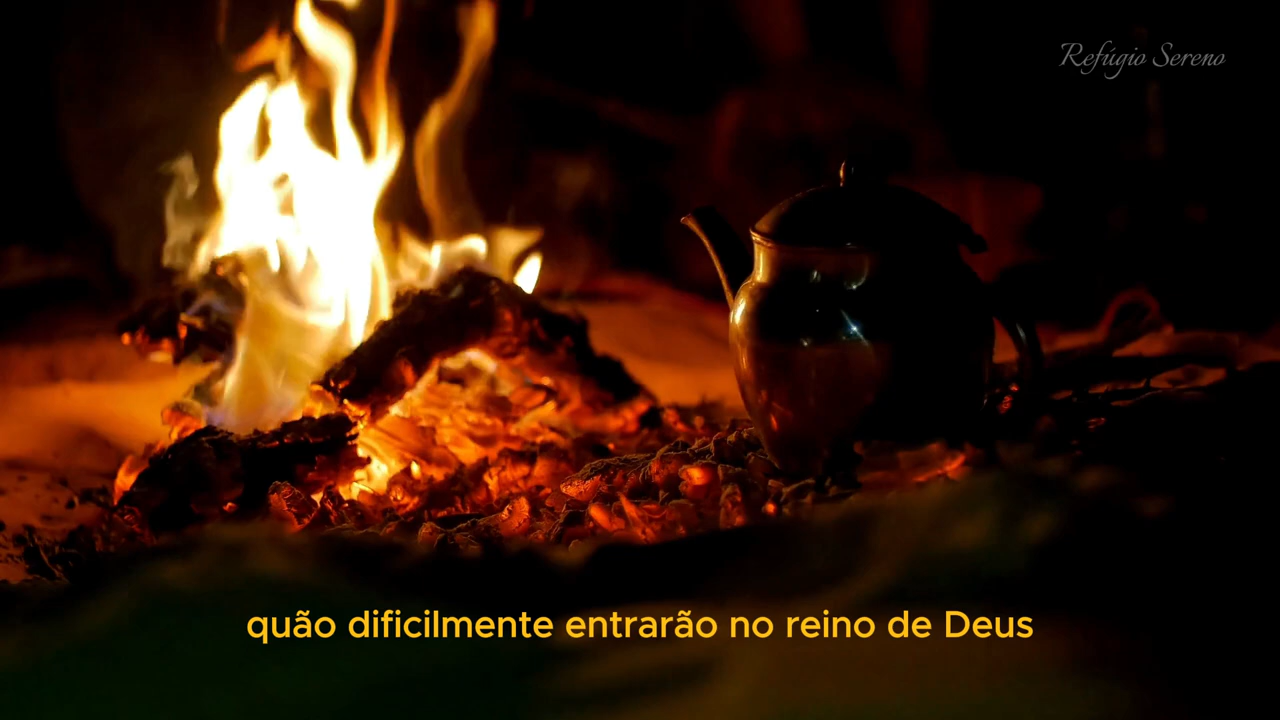 Refúgio Sereno
quão dificilmente entrarão no reino de Deus